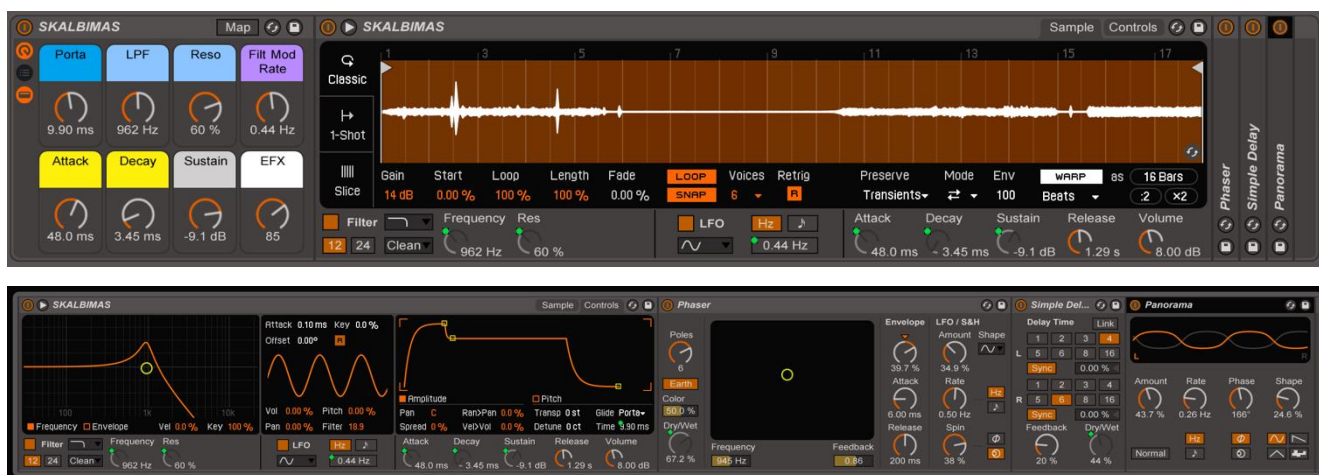 SKALBIMAS Map
Porta LPF Reso Filt Mod Rate
9.90 ms 962 Hz 60 % 0.44 Hz
Attack Decay Sustain EFX
48.0 ms 3.45 ms -9.1 dB 85
SKALBIMAS Sample Controls
Classic
1-Shot
Slice
1 3 5 7 9 11 13 15 17
Gain Start Loop Length Fade LOOP Voices Retrig Preserve Mode Env WARP as 16 Bars
14 dB 0.00 % 100 % 100 % 0.00 % SNAP 6 R Transients 100 Beats :2 ×2
Filter Frequency Res LFO Hz Attack Decay Sustain Release Volume
12 24 Clean 962 Hz 60 % 0.44 Hz 48.0 ms 3.45 ms -9.1 dB 1.29 s 8.00 dB
Phaser
Simple Delay
Panorama
SKALBIMAS Sample Controls
100 1K 10K
Frequency Envelope Vel 0.0 % Key 100 %
Filter Frequency Res
12 24 Clean 962 Hz 60 %
Attack 0.10 ms Key 0.0 %
Offset 0.00° R
Vol 0.00 % Pitch 0.00 %
Pan 0.00 % Filter 18.9
LFO Hz
0.44 Hz
Amplitude Pitch
Pan C Ran>Pan 0.0 % Transp 0 st Glide Porta
Spread 0 % Vel>Vol 0.0 % Detune 0 ct Time 9.90 ms
Attack Decay Sustain Release Volume
48.0 ms 3.45 ms -9.1 dB 1.29 s 8.00 dB
Phaser
Poles
6
Earth
Color
50.0 %
Dry/Wet
67.2 %
Frequency Feedback
945 Hz 0.86
Envelope LFO / S&H
Amount Shape
39.7 % 34.9 %
Attack Rate Hz
6.00 ms 0.50 Hz
Release Spin
200 ms 38 %
Simple Del...
Delay Time Link
1 2 3 4
L 5 6 8 16
Sync 0.00 %
1 2 3 4
R 5 6 8 16
Sync 0.00 %
Feedback Dry/Wet
20 % 44 %
Panorama
L R
Amount Rate Phase Shape
43.7 % 0.26 Hz 166° 24.6 %
Hz
Normal